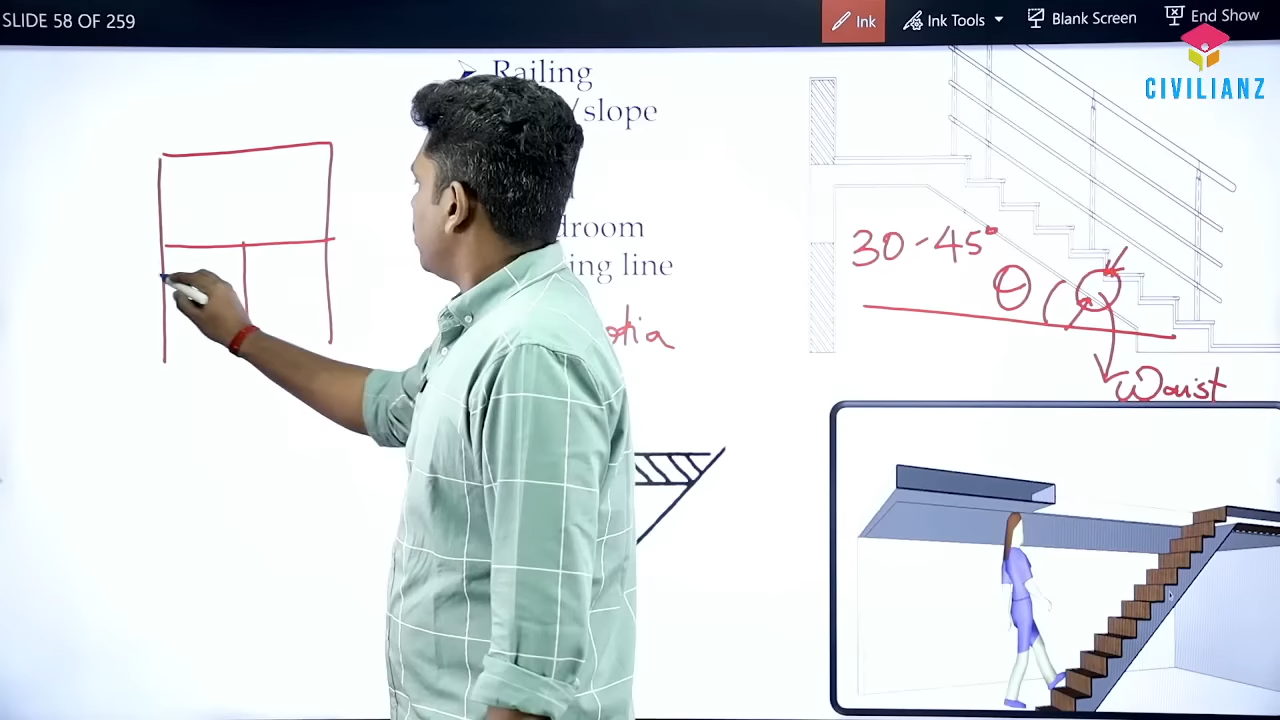 SLIDE 58 OF 259
Ink
Ink Tools
Blank Screen
End Show
CIVILIANZ
Railing
/slope
droom
ing line
otia
30-45°
θ
Waist